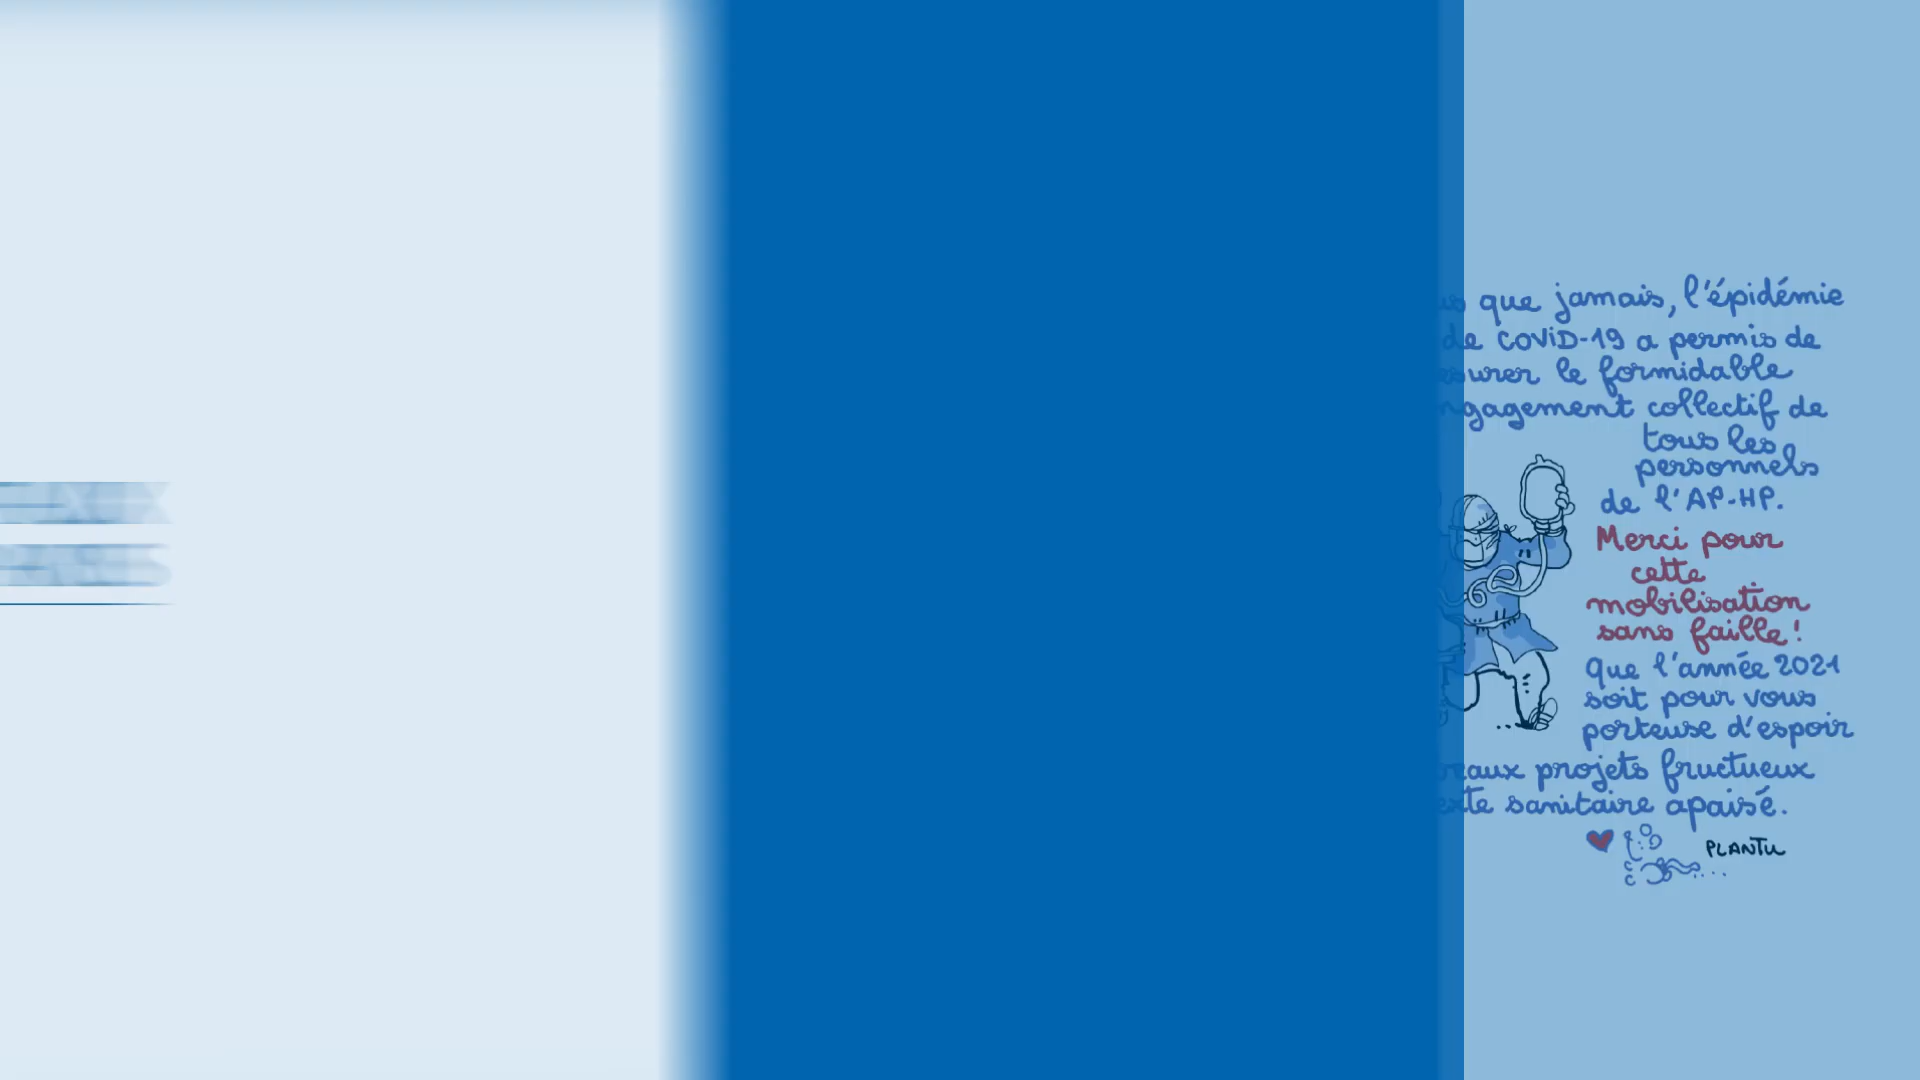 que jamais, l'épidémie
de COVID-19 a permis de
le formidable
collectif de
tous les
personnels
de l'AP-HP.
Merci pour
cette
mobilisation
sans faille!
Que l'année 2021
soit pour vous
porteuse d'espoir
projets fructueux
sanitaire apaisé.
PLANTU